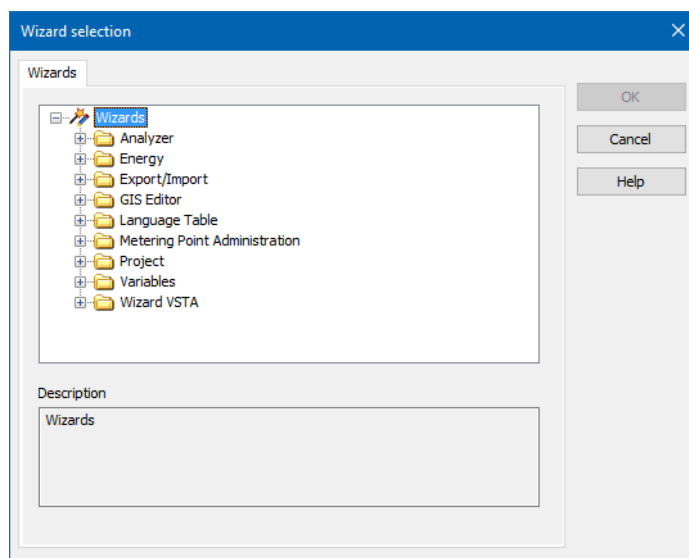 Wizard selection
Wizards
OK
Cancel
Help
Wizards
Analyzer
Energy
Export/Import
GIS Editor
Language Table
Metering Point Administration
Project
Variables
Wizard VSTA
Description
Wizards